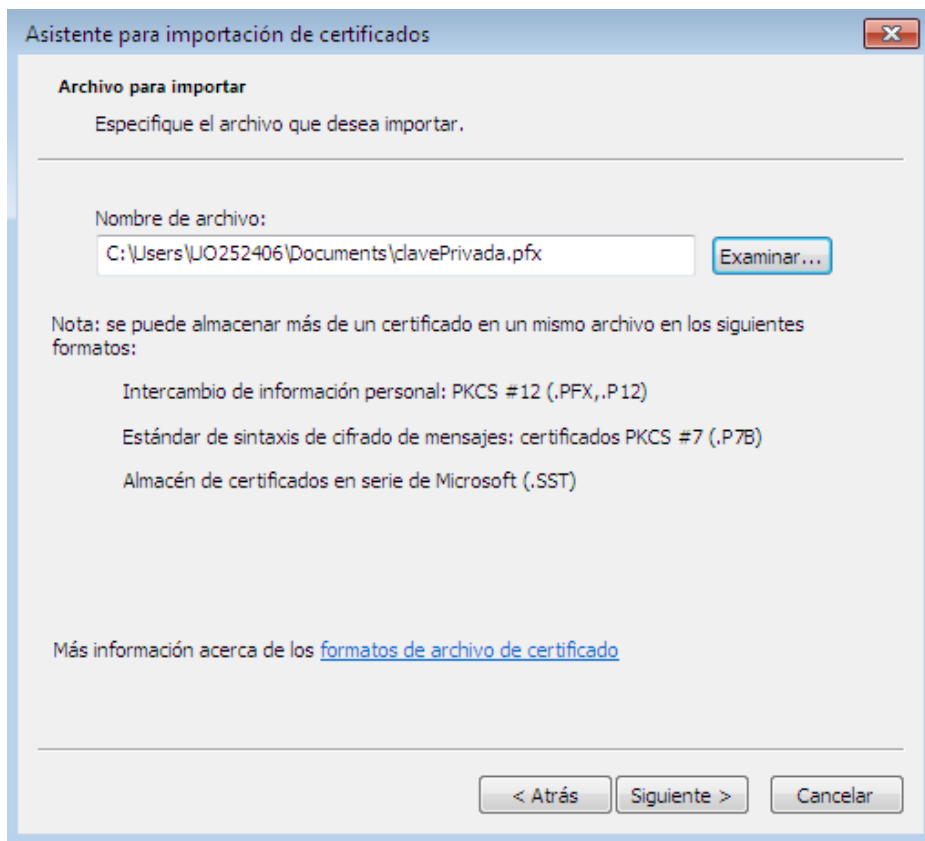 Asistente para importación de certificados
Archivo para importar
Especifique el archivo que desea importar.
Nombre de archivo:
C:\Users\UO252406\Documents\clavePrivada.pfx
Examinar...
Nota: se puede almacenar más de un certificado en un mismo archivo en los siguientes
formatos:
Intercambio de información personal: PKCS #12 (.PFX,.P12)
Estándar de sintaxis de cifrado de mensajes: certificados PKCS #7 (.P7B)
Almacén de certificados en serie de Microsoft (.SST)
Más información acerca de los formatos de archivo de certificado
< Atrás
Siguiente >
Cancelar